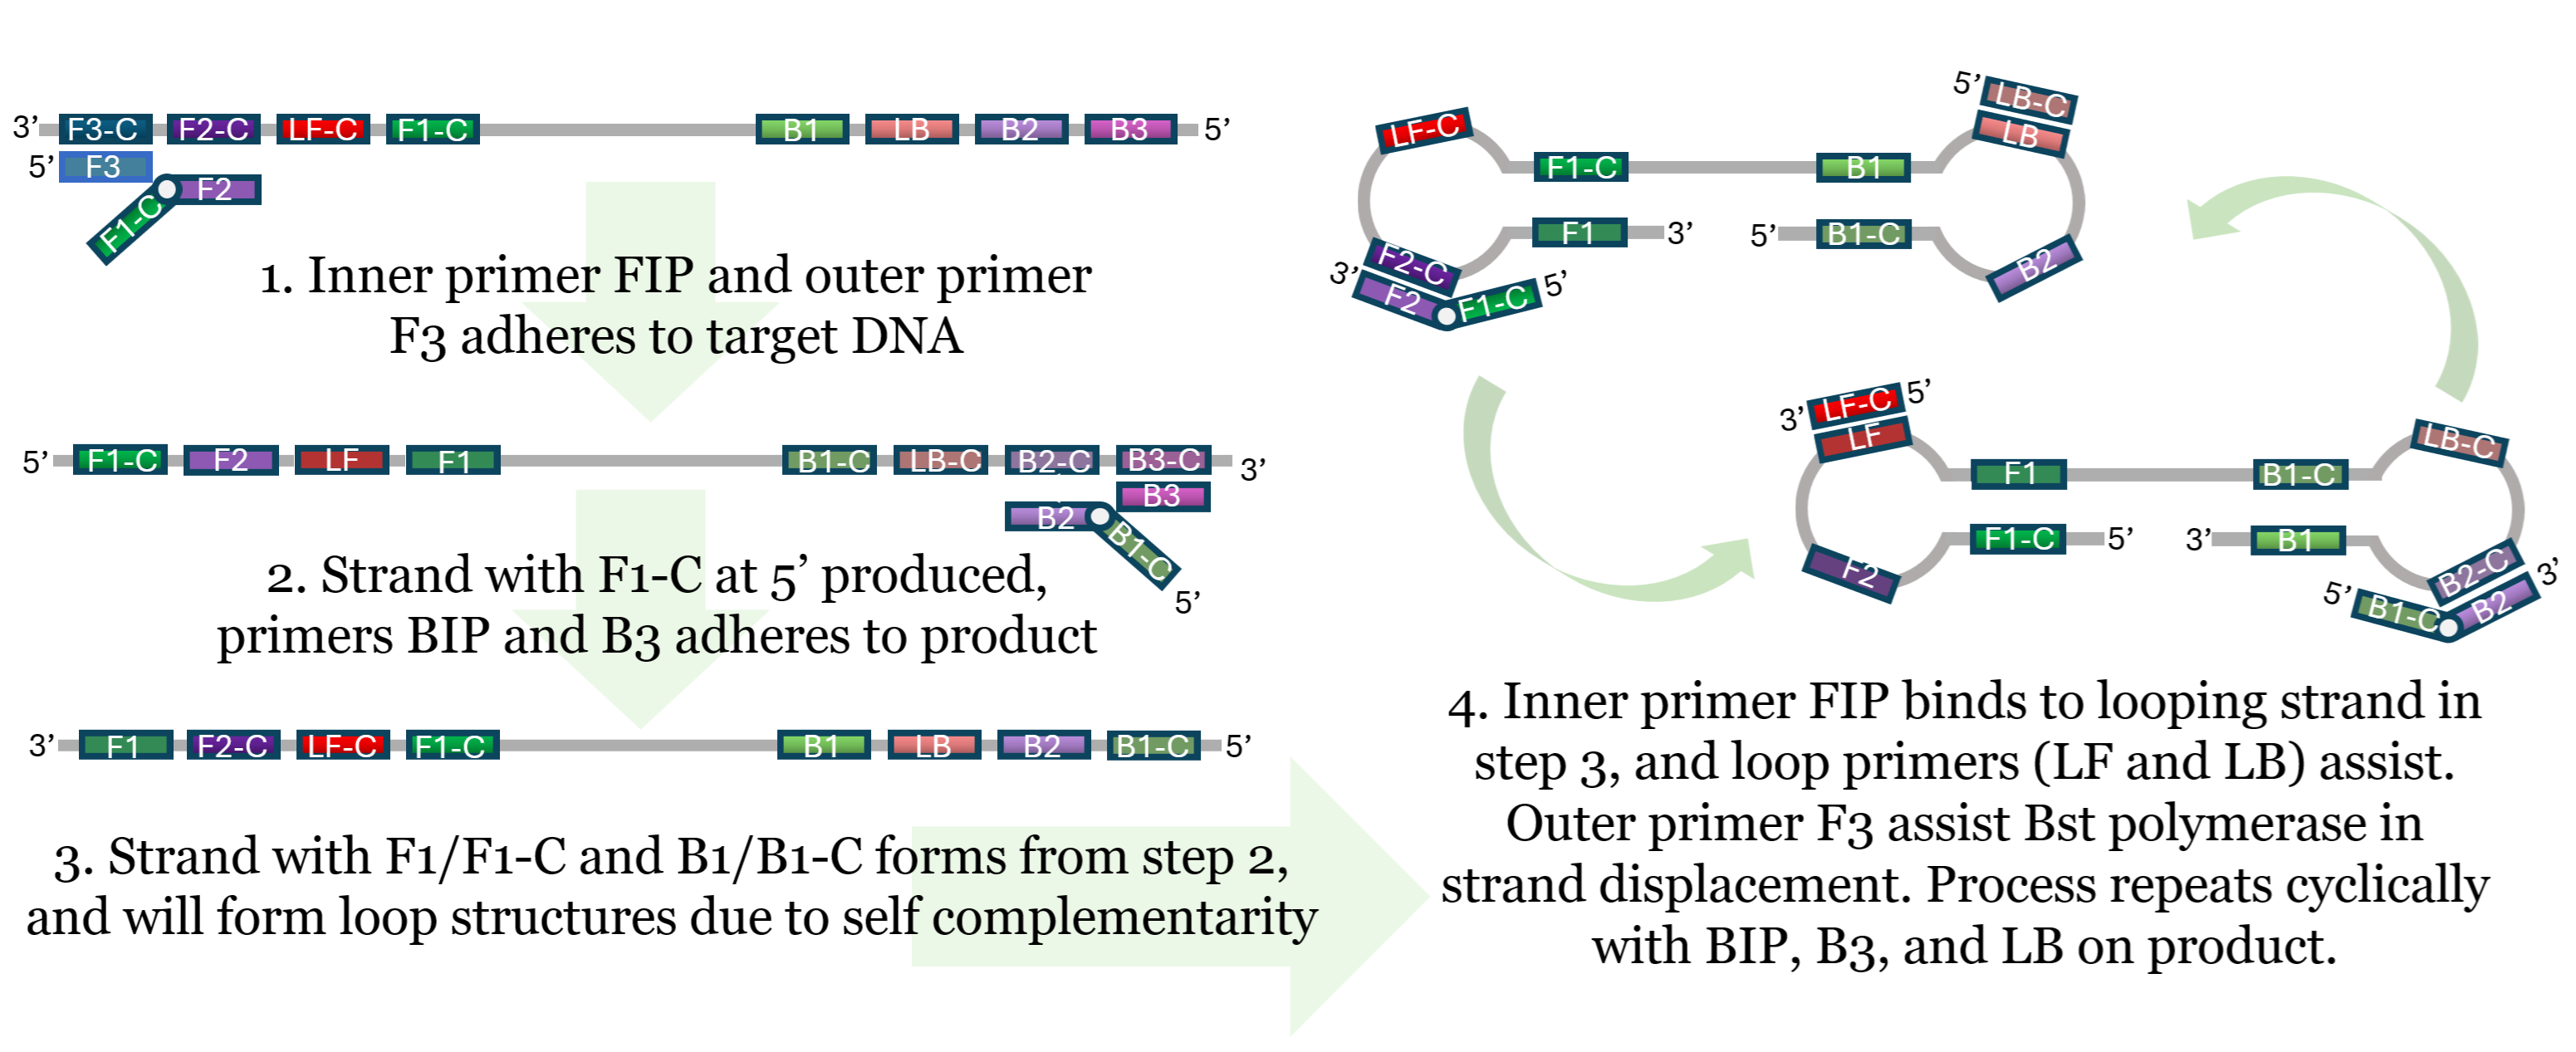 3’ F3-C F2-C LF-C F1-C B1 LB B2 B3 5’
5’ F3
F2
F1-C
1. Inner primer FIP and outer primer
F3 adheres to target DNA
5’ F1-C F2 LF F1 B1-C LB-C B2-C B3-C 3’
B3
B2
B1-C
5’
2. Strand with F1-C at 5’ produced,
primers BIP and B3 adheres to product
3’ F1 F2-C LF-C F1-C B1 LB B2 B1-C 5’
3. Strand with F1/F1-C and B1/B1-C forms from step 2,
and will form loop structures due to self complementarity
5’ LB-C
LF-C LB
F1-C B1
F1 3’ 5’ B1-C
F2-C B2
3’ F2 F1-C 5’
3’ LF-C 5’
LF LB-C
F1 B1-C
F1-C 5’ 3’ B1
F2 B2-C 3’
5’ B1-C B2
4. Inner primer FIP binds to looping strand in
step 3, and loop primers (LF and LB) assist.
Outer primer F3 assist Bst polymerase in
strand displacement. Process repeats cyclically
with BIP, B3, and LB on product.